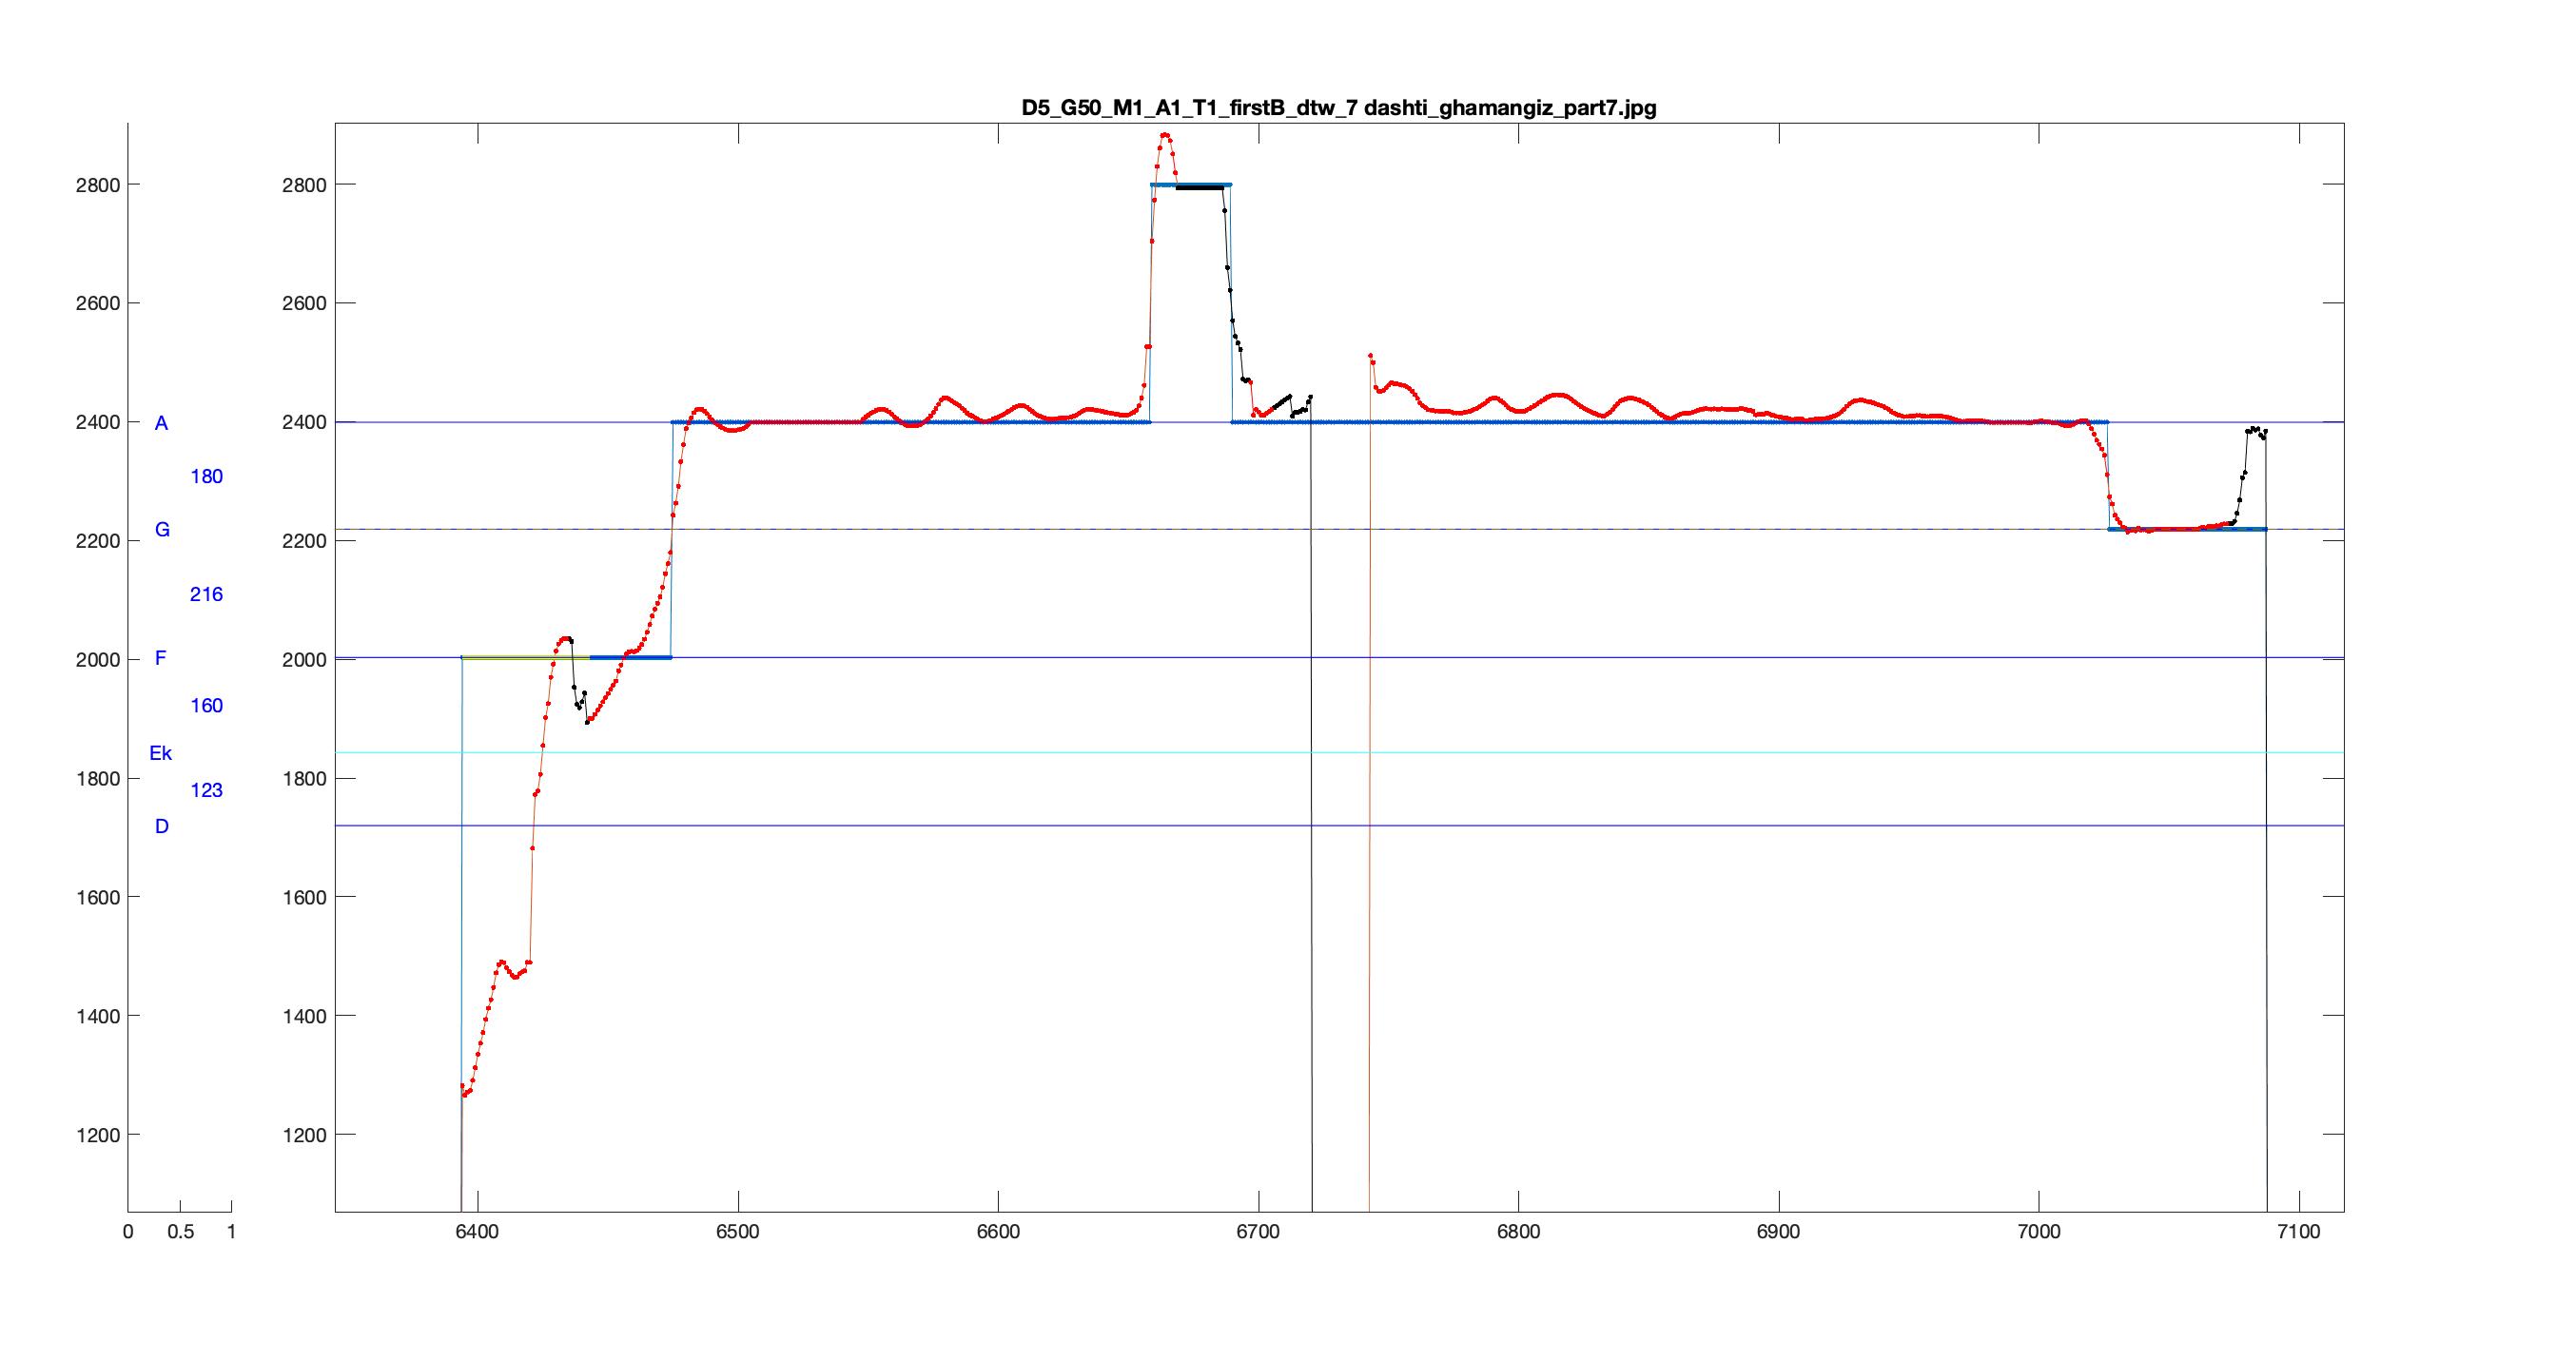 D5_G50_M1_A1_T1_firstB_dtw_7 dashti_ghamangiz_part7.jpg
2800 2800
2600 2600
2400 A 2400
180
G
2200 216 2200
2000 F 2000
160
Ek
1800 123 1800
D
1600 1600
1400 1400
1200 1200
0 0.5 1 6400 6500 6600 6700 6800 6900 7000 7100